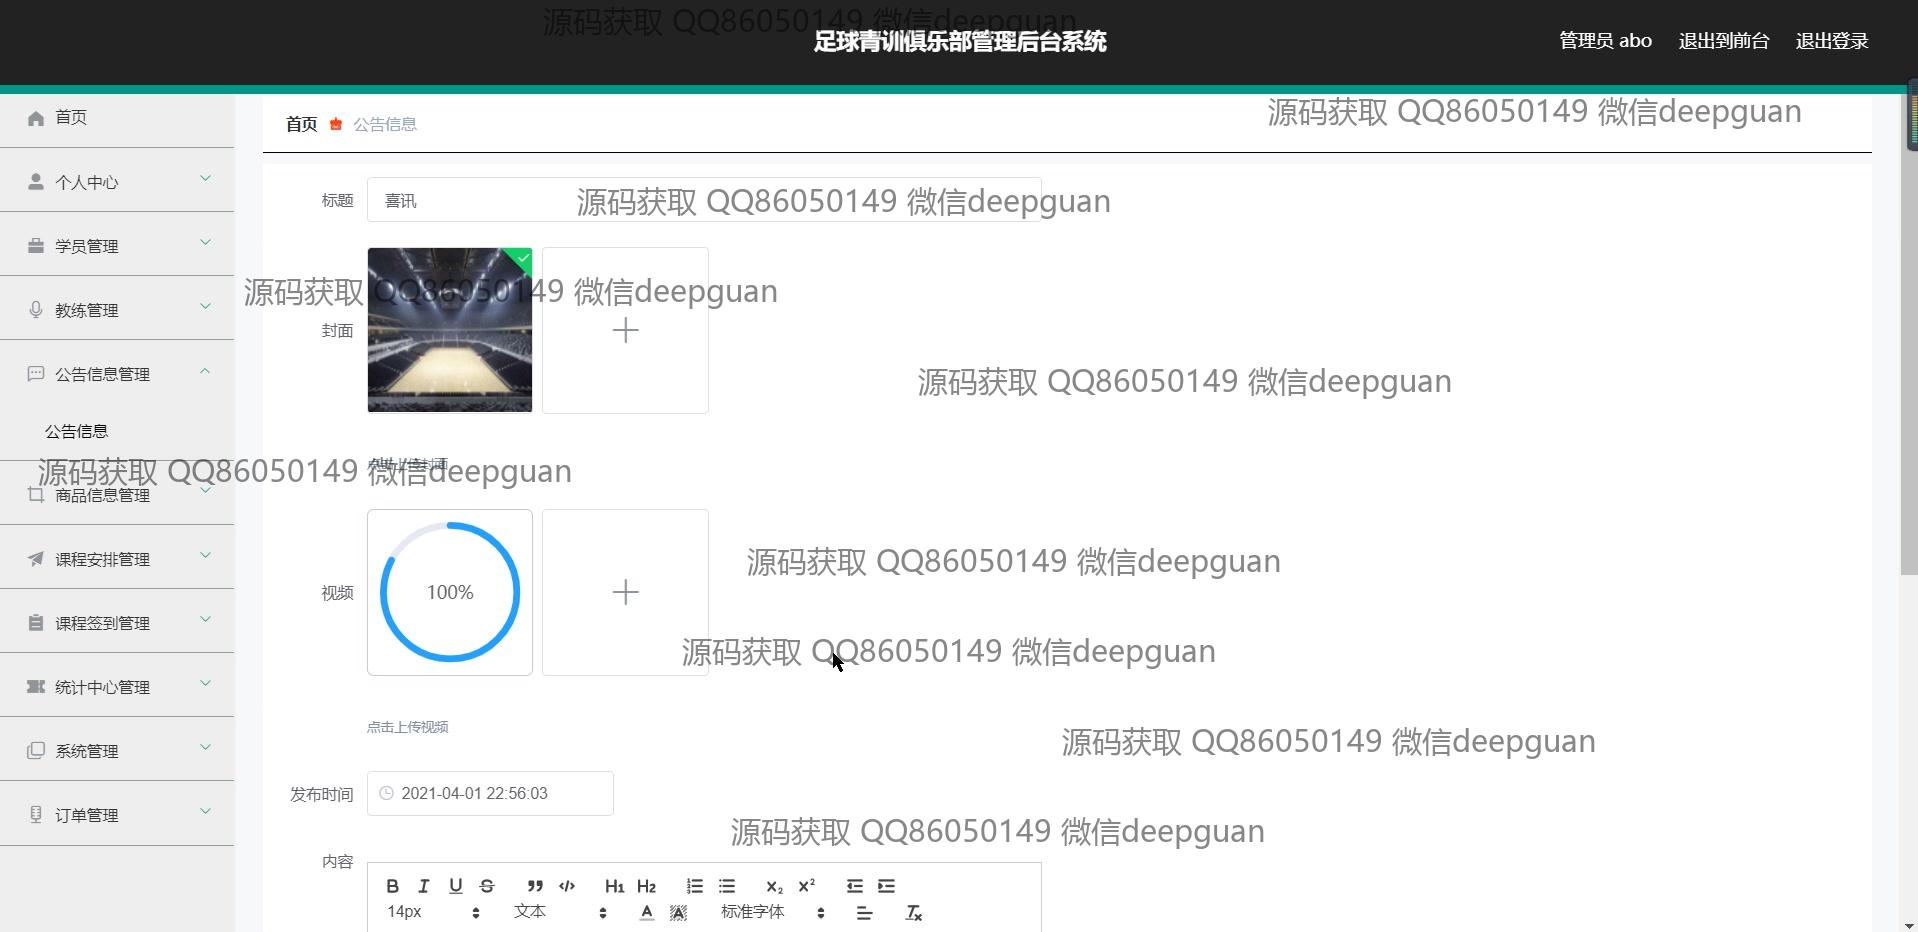 源码获取 QQ86050149 微信deepguan
足球青训俱乐部管理后台系统
管理员 abo 退出到前台 退出登录
首页
首页 公告信息
源码获取 QQ86050149 微信deepguan
个人中心
标题 喜讯
源码获取 QQ86050149 微信deepguan
学员管理
源码获取 QQ86050149 微信deepguan
教练管理
封面
公告信息管理
源码获取 QQ86050149 微信deepguan
公告信息
点击上传封面
源码获取 QQ86050149 微信deepguan
商品信息管理
课程安排管理
源码获取 QQ86050149 微信deepguan
视频 100%
课程签到管理
源码获取 QQ86050149 微信deepguan
统计中心管理
点击上传视频
源码获取 QQ86050149 微信deepguan
系统管理
发布时间 2021-04-01 22:56:03
订单管理
源码获取 QQ86050149 微信deepguan
内容
B I U S H1 H2 X2 X2
14px 文本 A A 标准字体 Tx